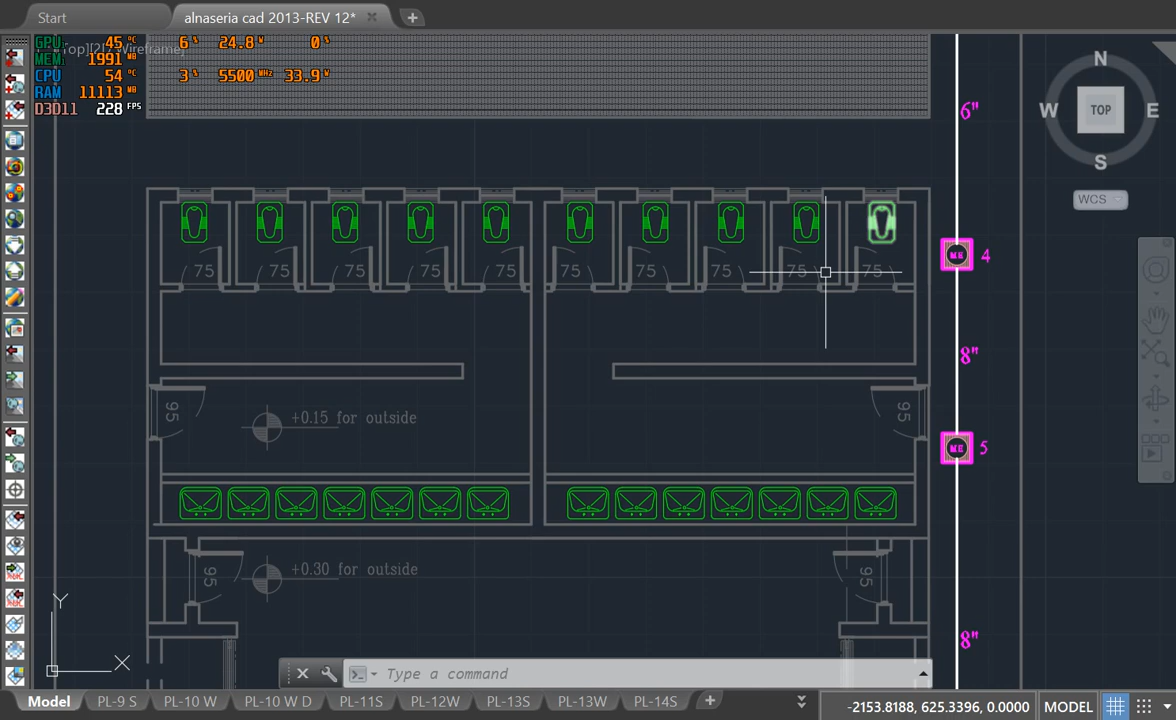 Start
alnaseria cad 2013-REV 12*
Top][2D Wireframe]
GPU 45 °C 6 % 24.8 W 0 %
MEM 1991 MB
CPU 54 °C 3 % 5500 MHz 33.9 W
RAM 11113 MB
D3D11 228 FPS
6"
N
W TOP E
S
WCS
75 75 75 75 75 75 75 75 75 75
4
8"
95 95
+0.15 for outside
5
+0.30 for outside
95 95
8"
Y
X
Type a command
Model PL-9 S PL-10 W PL-10 W D PL-11S PL-12W PL-13S PL-13W PL-14S
-2153.8188, 625.3396, 0.0000 MODEL